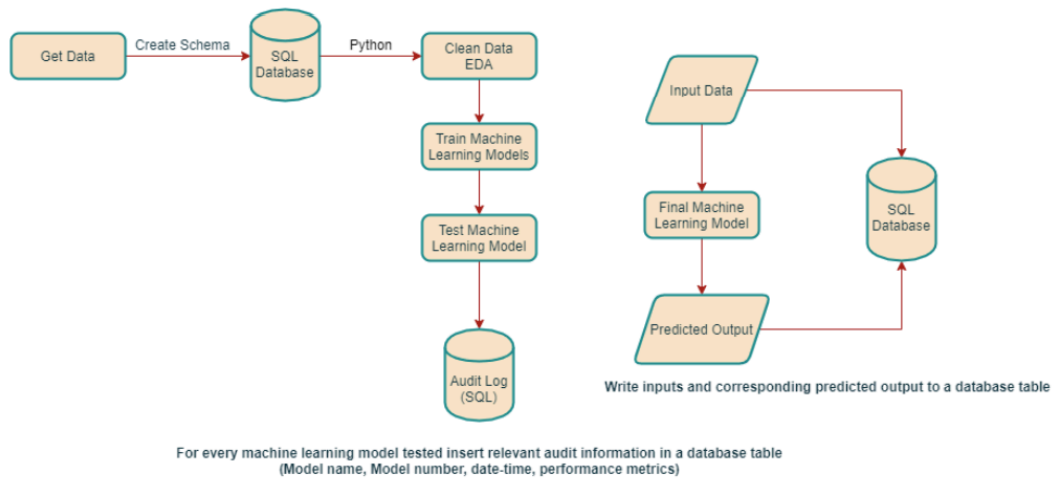 Get Data
Create Schema
SQL
Database
Python
Clean Data
EDA
Train Machine
Learning Models
Test Machine
Learning Model
Audit Log
(SQL)
For every machine learning model tested insert relevant audit information in a database table
(Model name, Model number, date-time, performance metrics)
Input Data
Final Machine
Learning Model
Predicted Output
SQL
Database
Write inputs and corresponding predicted output to a database table